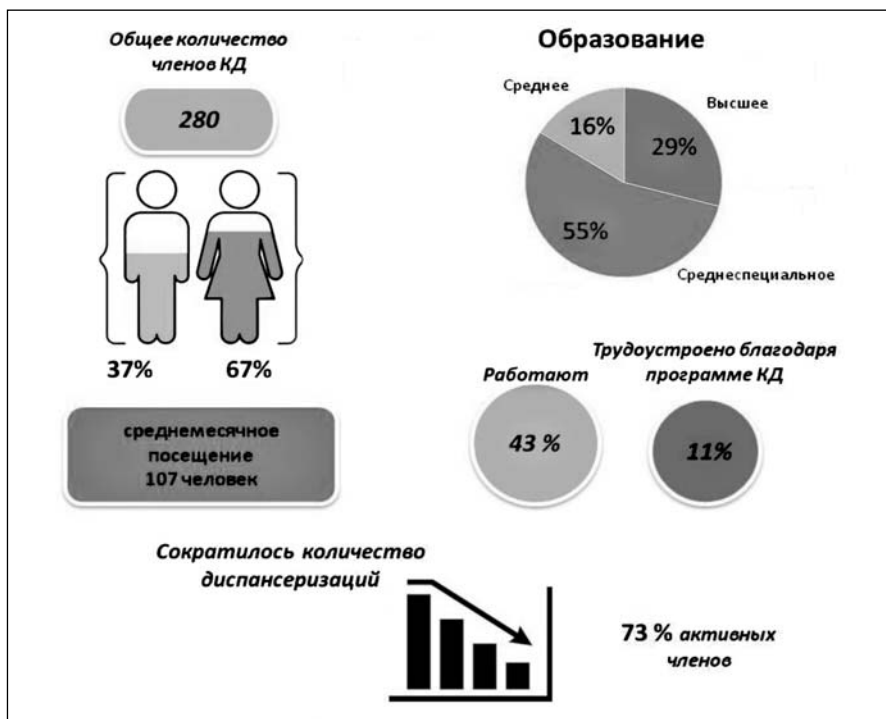 Общее количество
членов КД
280
37%
67%
среднемесячное
посещение
107 человек
Образование
Среднее
Высшее
16%
29%
55%
Среднеспециальное
Работают
43 %
Трудоустроено благодаря
программе КД
11%
Сократилось количество
диспансеризаций
73 % активных
членов